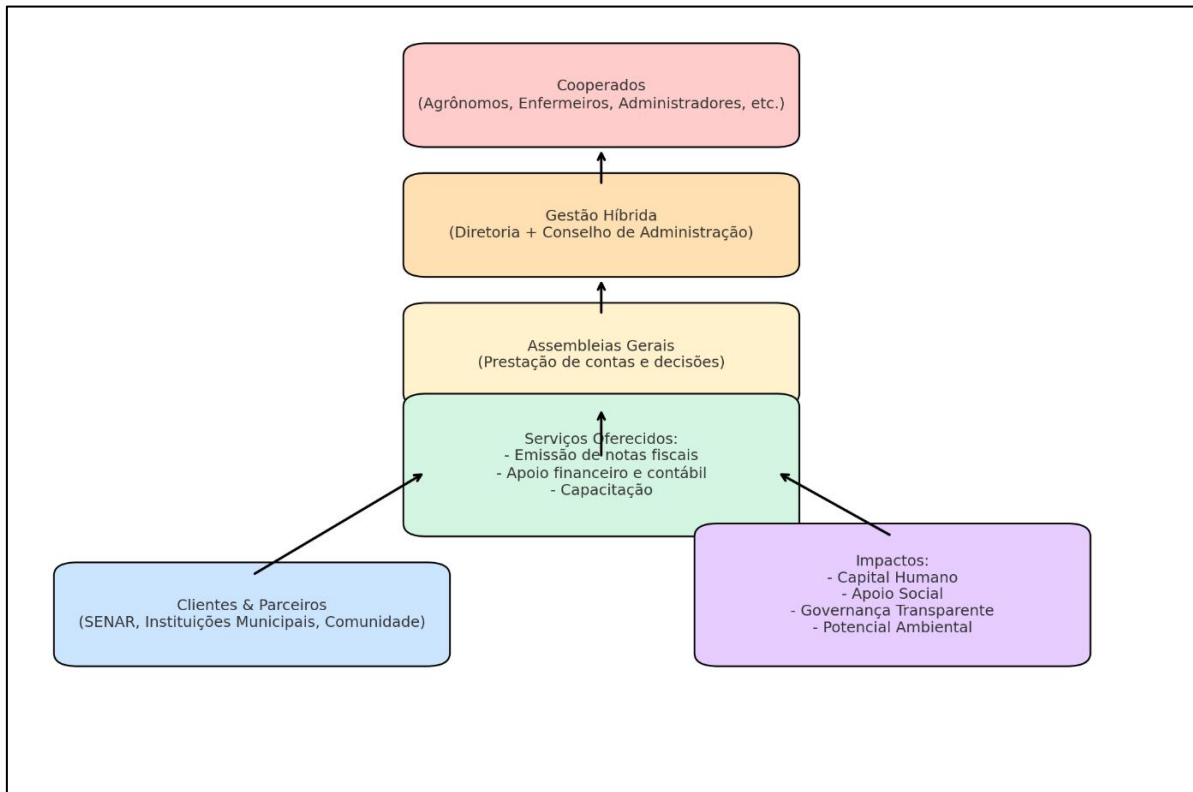 Cooperados
(Agrônomos, Enfermeiros, Administradores, etc.)
Gestão Híbrida
(Diretoria + Conselho de Administração)
Assembleias Gerais
(Prestação de contas e decisões)
Serviços Oferecidos:
- Emissão de notas fiscais
- Apoio financeiro e contábil
- Capacitação
Clientes & Parceiros
(SENAR, Instituições Municipais, Comunidade)
Impactos:
- Capital Humano
- Apoio Social
- Governança Transparente
- Potencial Ambiental